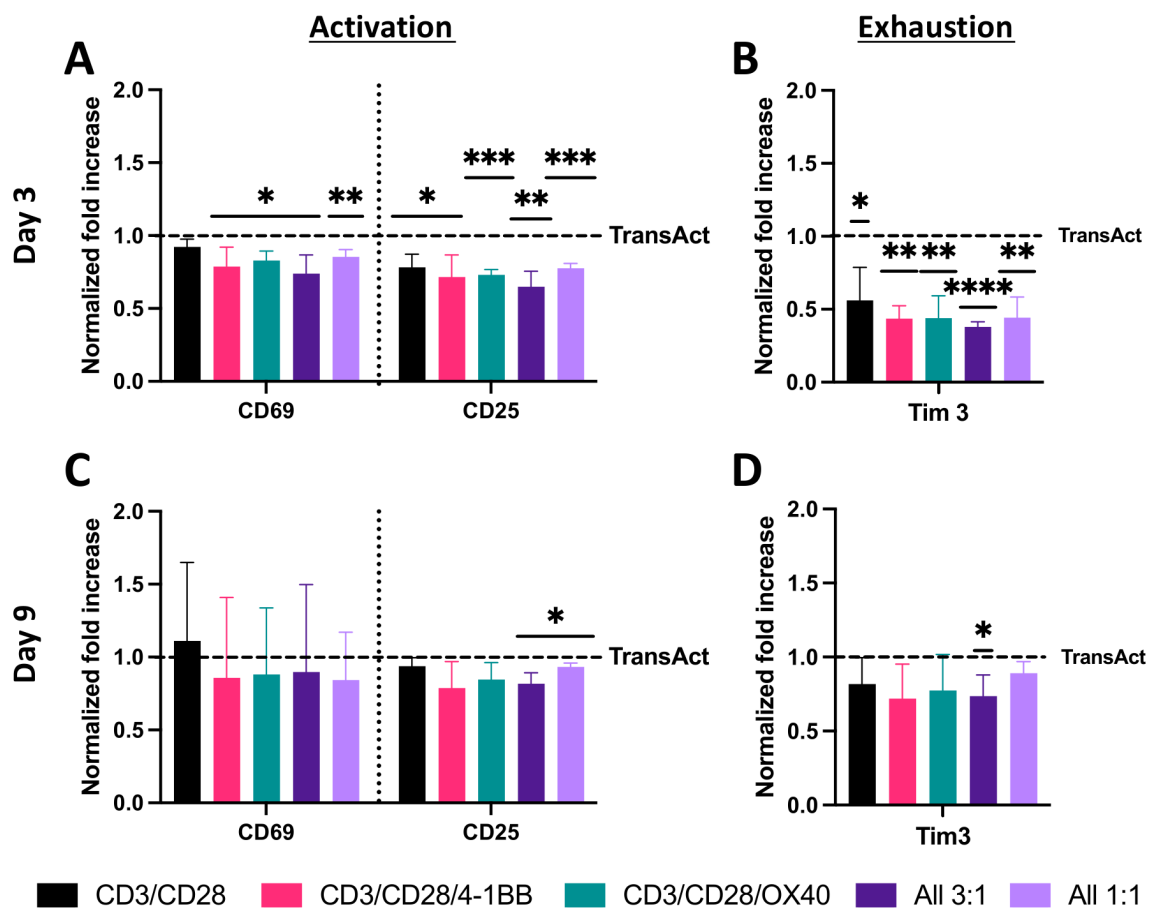 Activation
Exhaustion
Day 3
A
Normalized fold increase
2.0
1.5
1.0
0.5
0.0
* ** * *** ** ***
TransAct
CD69
CD25
B
Normalized fold increase
2.0
1.5
1.0
0.5
0.0
* ** ** **** **
TransAct
Tim 3
Day 9
C
Normalized fold increase
2.0
1.5
1.0
0.5
0.0
*
TransAct
CD69
CD25
D
Normalized fold increase
2.0
1.5
1.0
0.5
0.0
*
TransAct
Tim3
CD3/CD28
CD3/CD28/4-1BB
CD3/CD28/OX40
All 3:1
All 1:1